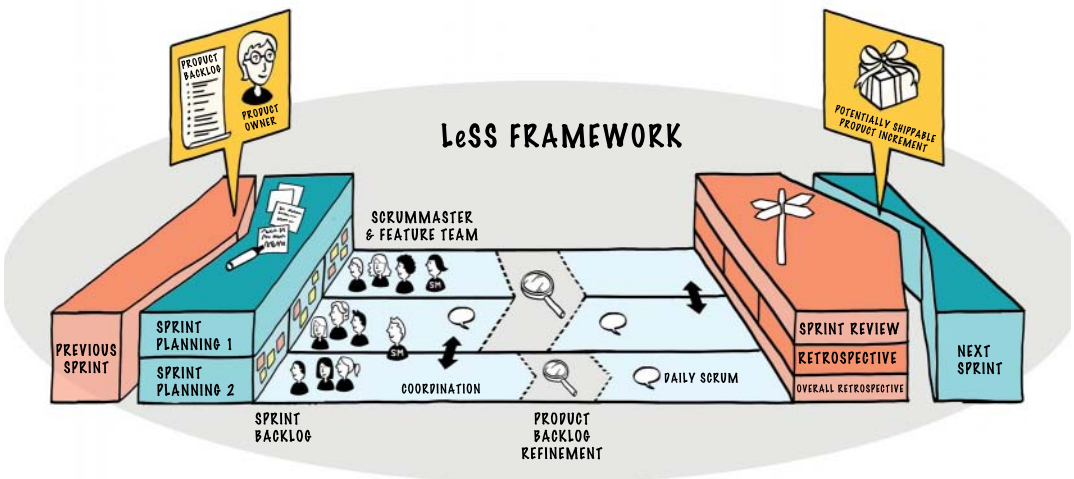 PRODUCT
BACKLOG
PRODUCT
OWNER
LeSS FRAMEWORK
POTENTIALLY SHIPPABLE
PRODUCT INCREMENT
SCRUMMASTER
& FEATURE TEAM
SM
SM
PREVIOUS
SPRINT
SPRINT
PLANNING 1
SPRINT
PLANNING 2
COORDINATION
DAILY SCRUM
SPRINT REVIEW
RETROSPECTIVE
OVERALL RETROSPECTIVE
NEXT
SPRINT
SPRINT
BACKLOG
PRODUCT
BACKLOG
REFINEMENT